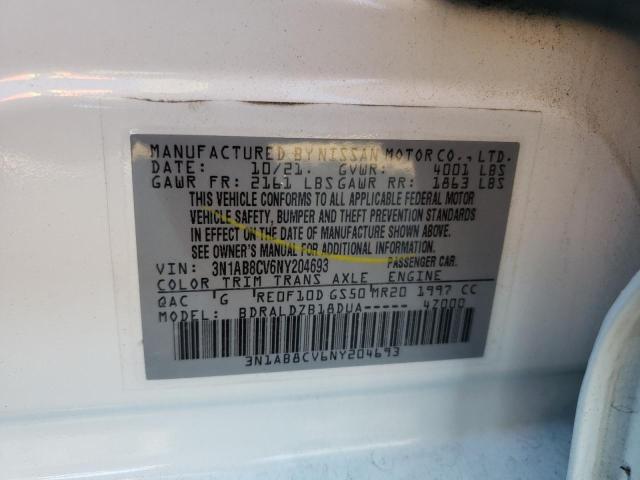 MANUFACTURED BY NISSAN MOTOR CO., LTD.
DATE: 10/21. GVWR: 4001 LBS
GAWR FR: 2161 LBS GAWR RR: 1863 LBS
THIS VEHICLE CONFORMS TO ALL APPLICABLE FEDERAL MOTOR
VEHICLE SAFETY, BUMPER AND THEFT PREVENTION STANDARDS
IN EFFECT ON THE DATE OF MANUFACTURE SHOWN ABOVE.
SEE OWNER'S MANUAL FOR ADDITIONAL INFORMATION.
VIN: 3N1AB8CV6NY204693 PASSENGER CAR.
COLOR TRIM TRANS AXLE ENGINE
QAC G RE0F10D GS50 MR20 1997 CC
MODEL: BDRALDZB18DUA----- 47000
3N1AB8CV6NY204693